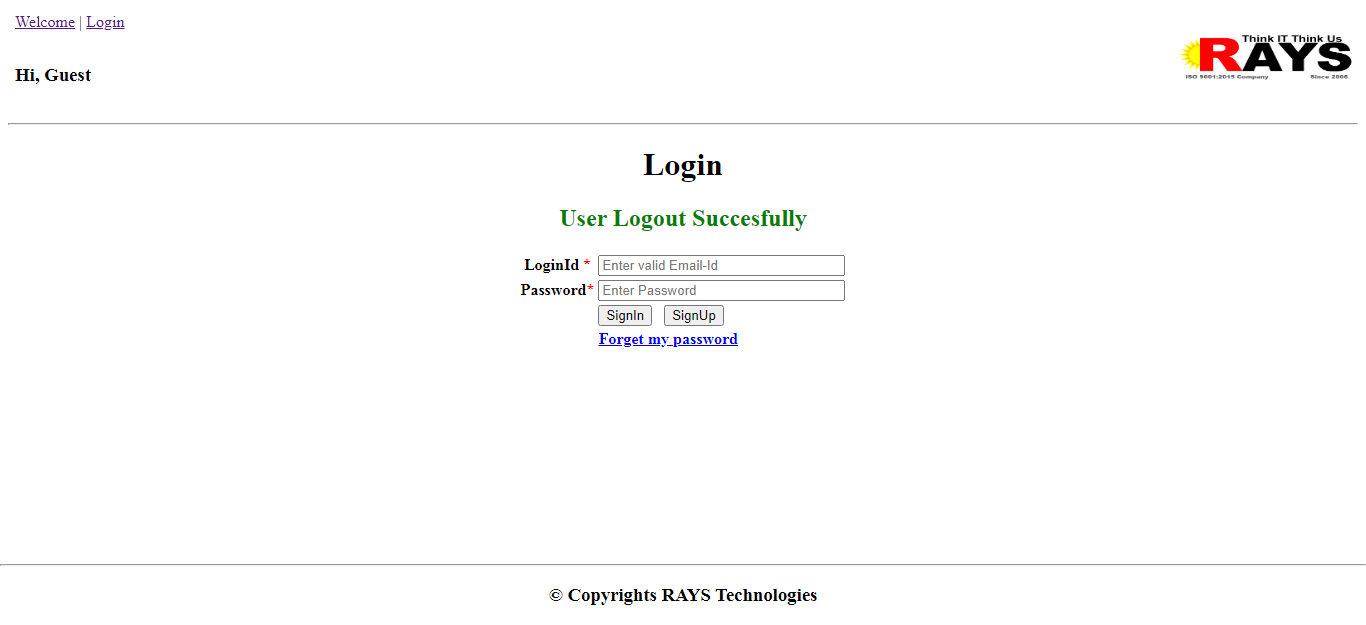 Welcome | Login
Think IT Think Us
RAYS
ISO 9001:2015 Company Since 2006
Hi, Guest
Login
User Logout Succesfully
LoginId * Enter valid Email-Id
Password* Enter Password
SignIn SignUp
Forget my password
© Copyrights RAYS Technologies